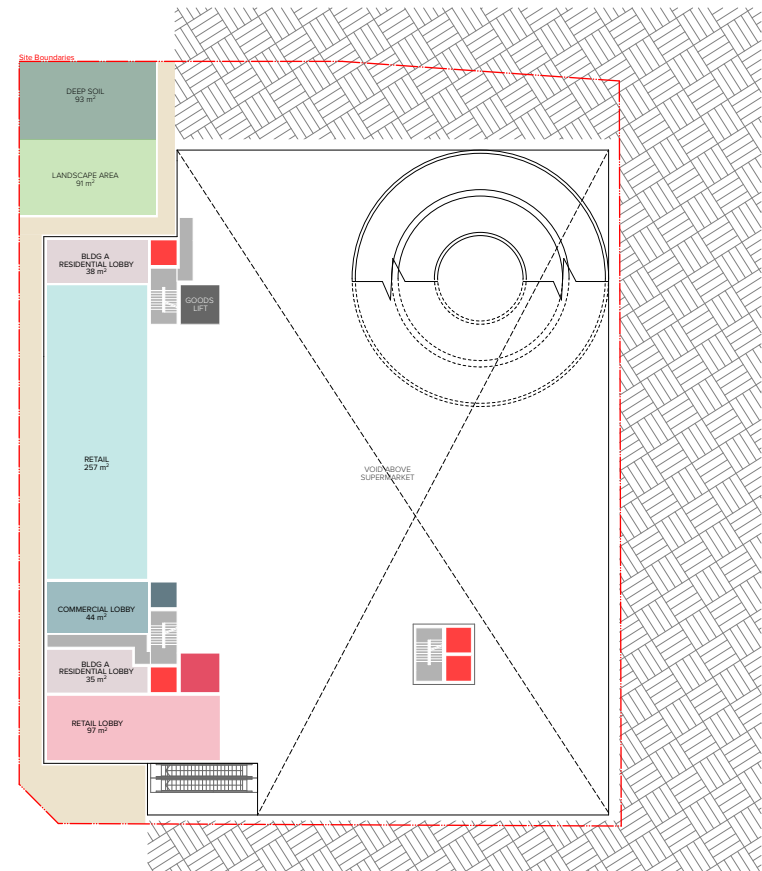 Site Boundaries
DEEP SOIL
93 m²
LANDSCAPE AREA
91 m²
BLDG A
RESIDENTIAL LOBBY
38 m²
GOODS
LIFT
RETAIL
257 m²
VOID ABOVE
SUPERMARKET
COMMERCIAL LOBBY
44 m²
BLDG A
RESIDENTIAL LOBBY
35 m²
RETAIL LOBBY
97 m²